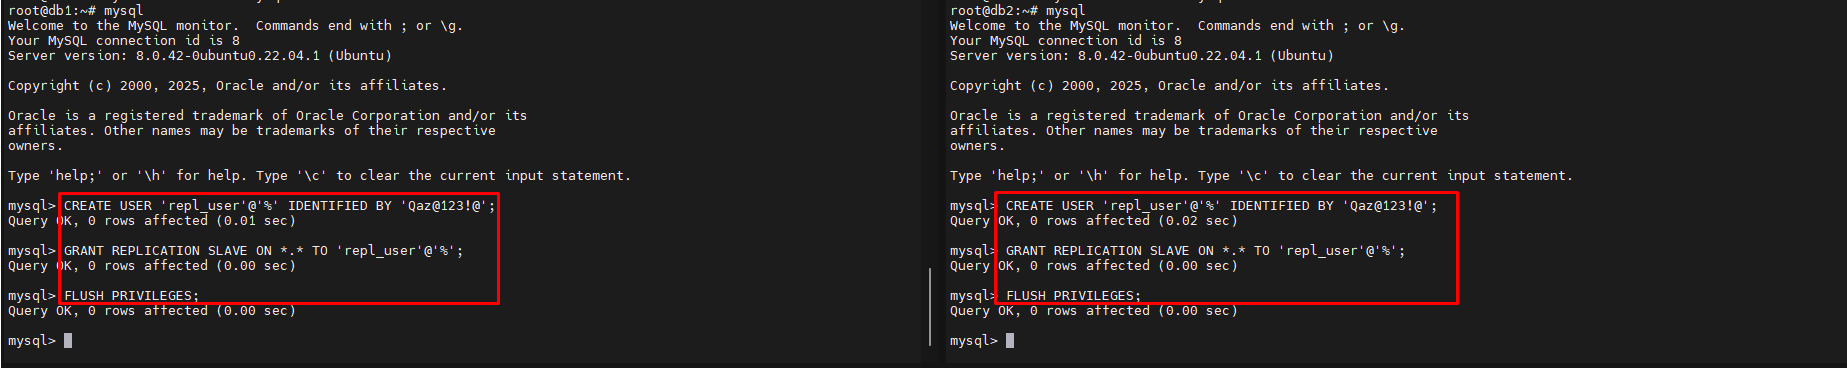 root@db1:~# mysql
Welcome to the MySQL monitor.  Commands end with ; or \g.
Your MySQL connection id is 8
Server version: 8.0.42-0ubuntu0.22.04.1 (Ubuntu)
Copyright (c) 2000, 2025, Oracle and/or its affiliates.
Oracle is a registered trademark of Oracle Corporation and/or its
affiliates. Other names may be trademarks of their respective
owners.
Type 'help;' or '\h' for help. Type '\c' to clear the current input statement.
mysql> CREATE USER 'repl_user'@'%' IDENTIFIED BY 'Qaz@123!@';
Query OK, 0 rows affected (0.01 sec)
mysql> GRANT REPLICATION SLAVE ON *.* TO 'repl_user'@'%';
Query OK, 0 rows affected (0.00 sec)
mysql> FLUSH PRIVILEGES;
Query OK, 0 rows affected (0.00 sec)
mysql>
root@db2:~# mysql
Welcome to the MySQL monitor.  Commands end with ; or \g.
Your MySQL connection id is 8
Server version: 8.0.42-0ubuntu0.22.04.1 (Ubuntu)
Copyright (c) 2000, 2025, Oracle and/or its affiliates.
Oracle is a registered trademark of Oracle Corporation and/or its
affiliates. Other names may be trademarks of their respective
owners.
Type 'help;' or '\h' for help. Type '\c' to clear the current input statement.
mysql> CREATE USER 'repl_user'@'%' IDENTIFIED BY 'Qaz@123!@';
Query OK, 0 rows affected (0.02 sec)
mysql> GRANT REPLICATION SLAVE ON *.* TO 'repl_user'@'%';
Query OK, 0 rows affected (0.00 sec)
mysql> FLUSH PRIVILEGES;
Query OK, 0 rows affected (0.00 sec)
mysql>